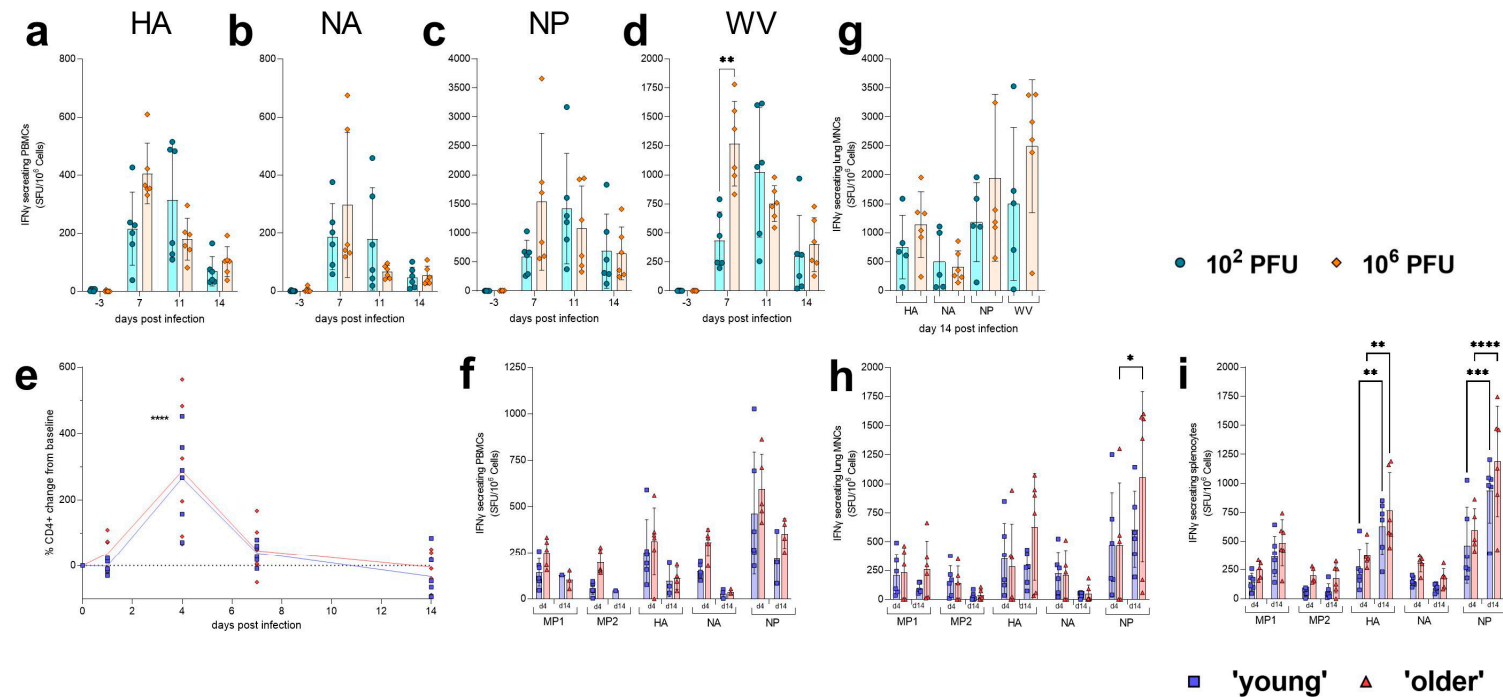 HA
NA
NP
WV
a
b
c
d
g
IFNγ secreating PBMCs
(SFU/10⁶ Cells)
800
600
400
200
0
-3
7
11
14
days post infection
800
600
400
200
0
-3
7
11
14
days post infection
4000
3500
3000
2500
2000
1500
1000
500
0
-3
7
11
14
days post infection
2000
1750
1500
1250
1000
750
500
250
0
**
-3
7
11
14
days post infection
IFNγ secreating lung MNCs
(SFU/10⁶ Cells)
4000
3500
3000
2500
2000
1500
1000
500
0
HA
NA
NP
WV
day 14 post infection
10² PFU
10⁶ PFU
e
% CD4+ change from baseline
600
400
200
0
****
0
2
4
6
8
10
12
14
days post infection
f
IFNγ secreating PBMCs
(SFU/10⁶ Cells)
1250
1000
750
500
250
0
d4 d14 d4 d14 d4 d14 d4 d14 d4 d14
MP1 MP2 HA NA NP
h
IFNγ secreating lung MNCs
(SFU/10⁶ Cells)
2000
1750
1500
1250
1000
750
500
250
0
*
d4 d14 d4 d14 d4 d14 d4 d14 d4 d14
MP1 MP2 HA NA NP
i
IFNγ secreating splenocytes
(SFU/10⁶ Cells)
2000
1750
1500
1250
1000
750
500
250
0
**
**
****
***
d4 d14 d4 d14 d4 d14 d4 d14 d4 d14
MP1 MP2 HA NA NP
'young'
'older'